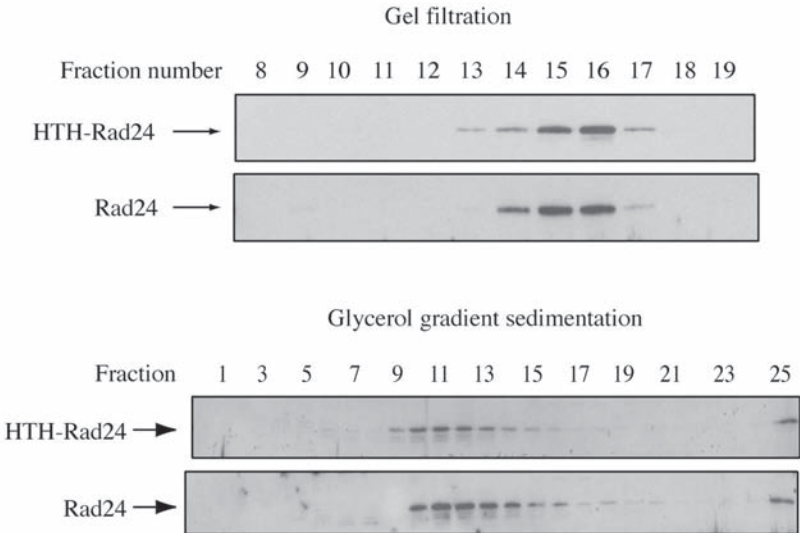 Gel filtration
Fraction number 8 9 10 11 12 13 14 15 16 17 18 19
HTH-Rad24
Rad24
Glycerol gradient sedimentation
Fraction 1 3 5 7 9 11 13 15 17 19 21 23 25
HTH-Rad24
Rad24